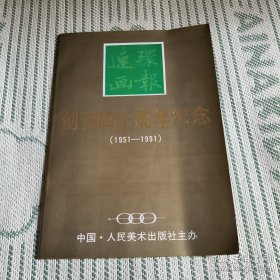 連環
画報
创刊四十周年纪念
(1951—1991)
中国·人民美术出版社主办